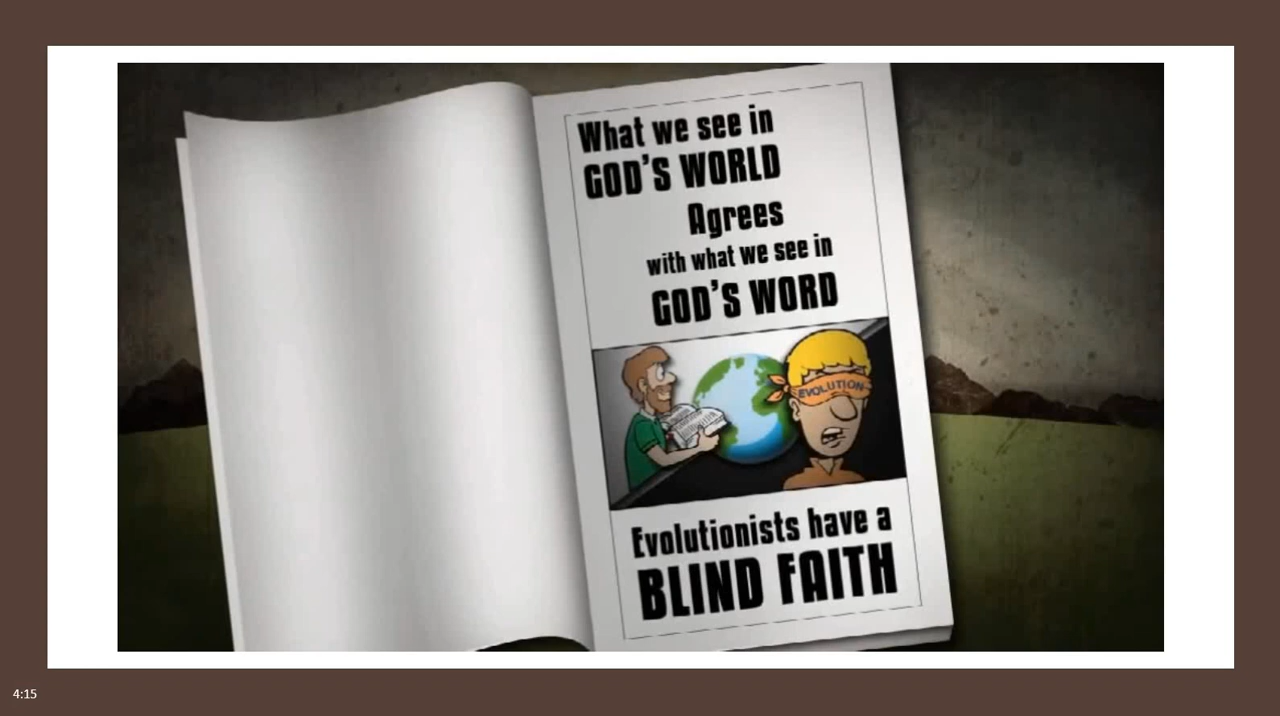 What we see in
GOD'S WORLD
Agrees
with what we see in
GOD'S WORD
EVOLUTION
Evolutionists have a
BLIND FAITH
4:15